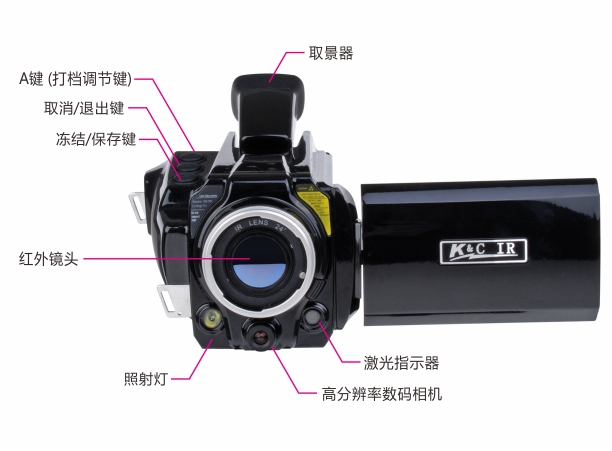 取景器
A键 (打档调节键)
取消/退出键
冻结/保存键
IR LENS 24°
红外镜头
K&C IR
激光指示器
照射灯
高分辨率数码相机